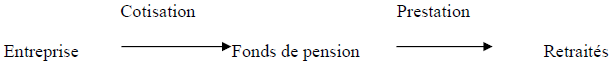 Cotisation Prestation
Entreprise Fonds de pension Retraités